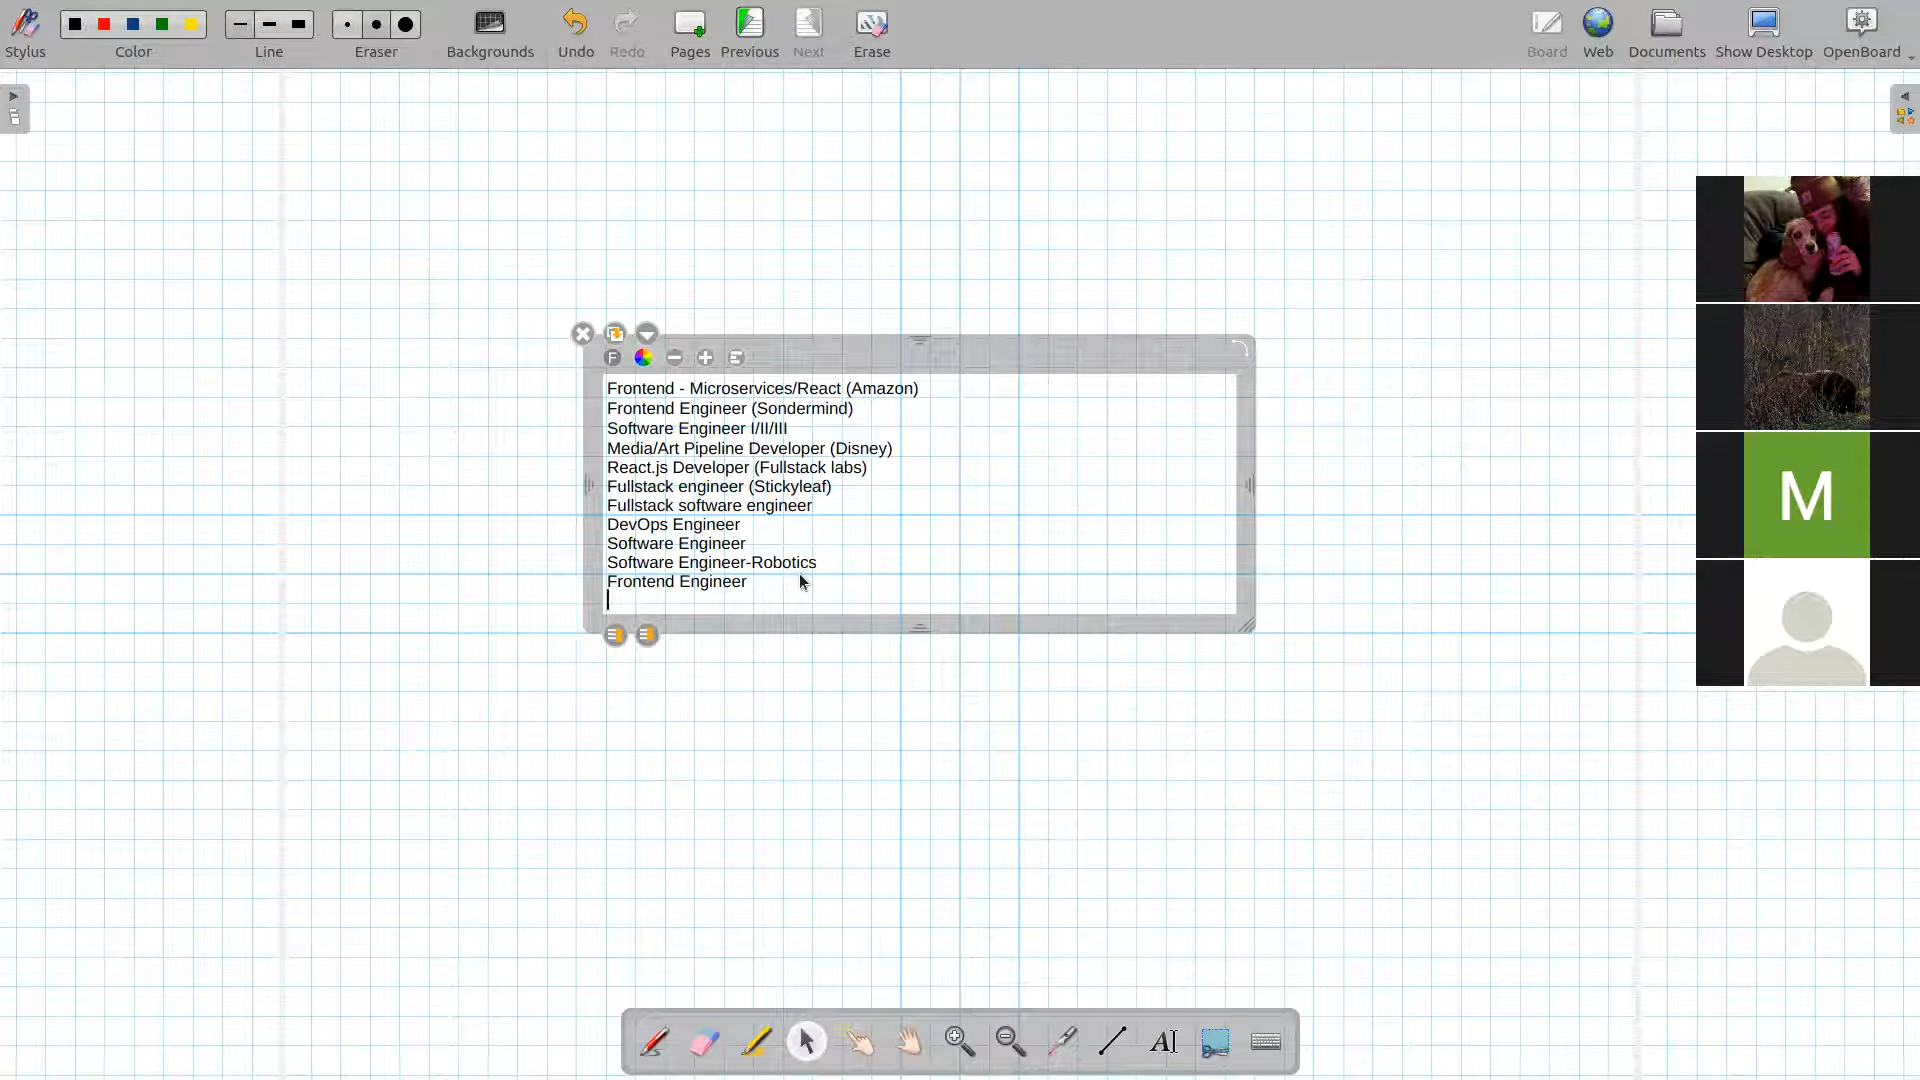 Stylus
Color
Line
Eraser
Backgrounds
Undo
Redo
Pages
Previous
Next
Erase
Board
Web
Documents
Show Desktop
OpenBoard
F
Frontend - Microservices/React (Amazon)
Frontend Engineer (Sondermind)
Software Engineer I/II/III
Media/Art Pipeline Developer (Disney)
React.js Developer (Fullstack labs)
Fullstack engineer (Stickyleaf)
Fullstack software engineer
DevOps Engineer
Software Engineer
Software Engineer-Robotics
Frontend Engineer
M
AI